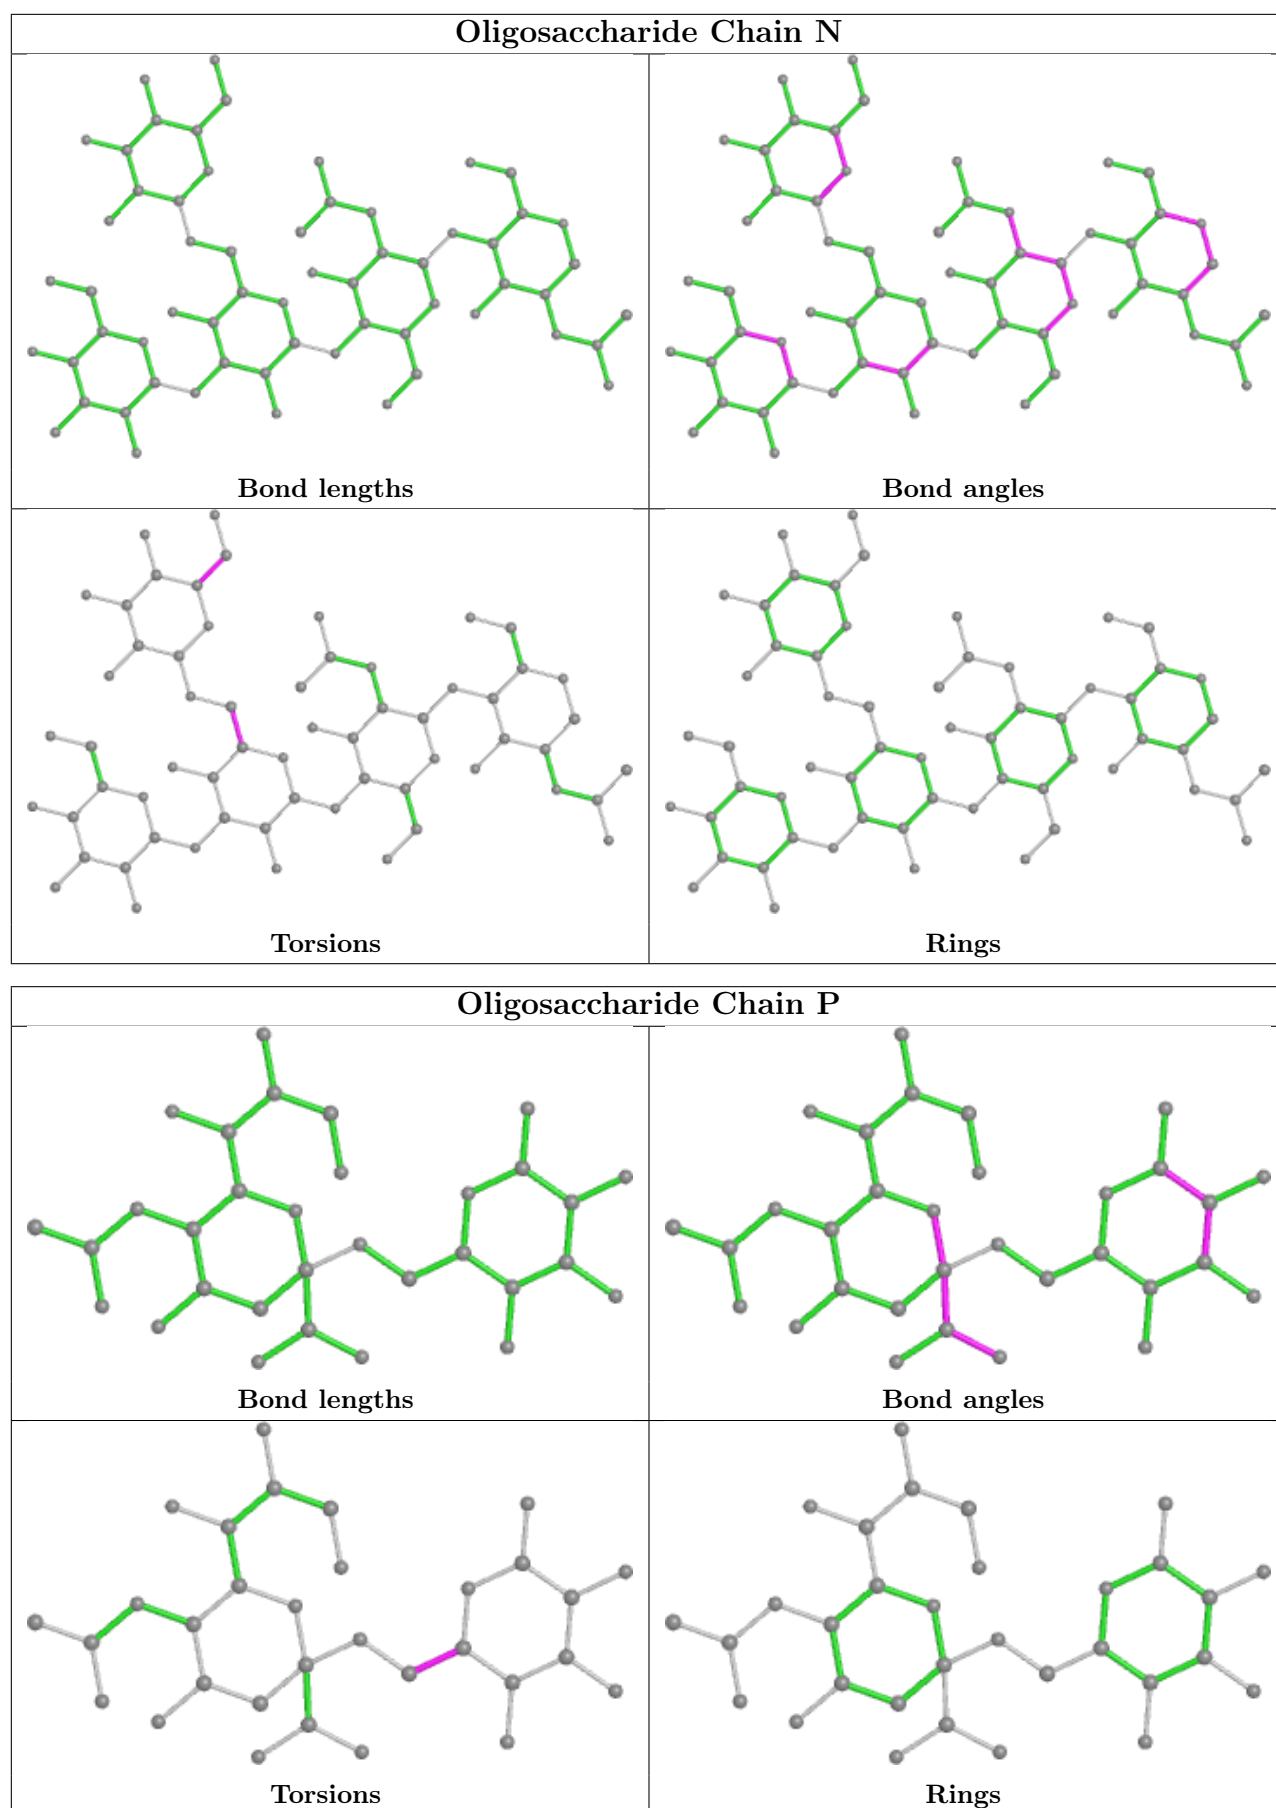 Oligosaccharide Chain N
Bond lengths
Bond angles
Torsions
Rings
Oligosaccharide Chain P
Bond lengths
Bond angles
Torsions
Rings